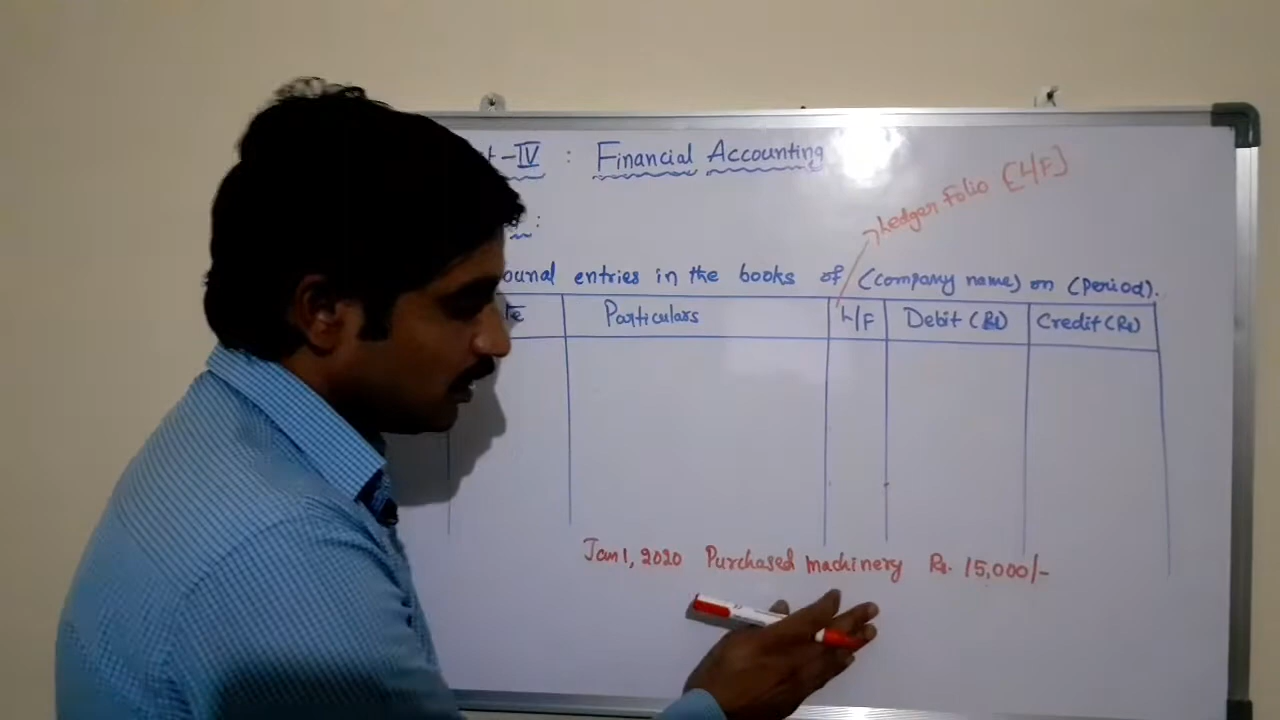 -IV : Financial Accounting
:
Ledger Folio [L/F]
ounal entries in the books of (company name) on (period).
te Particulars L/F Debit (Rs) Credit (Rs)
Jan 1, 2020 Purchased machinery Rs. 15,000/-